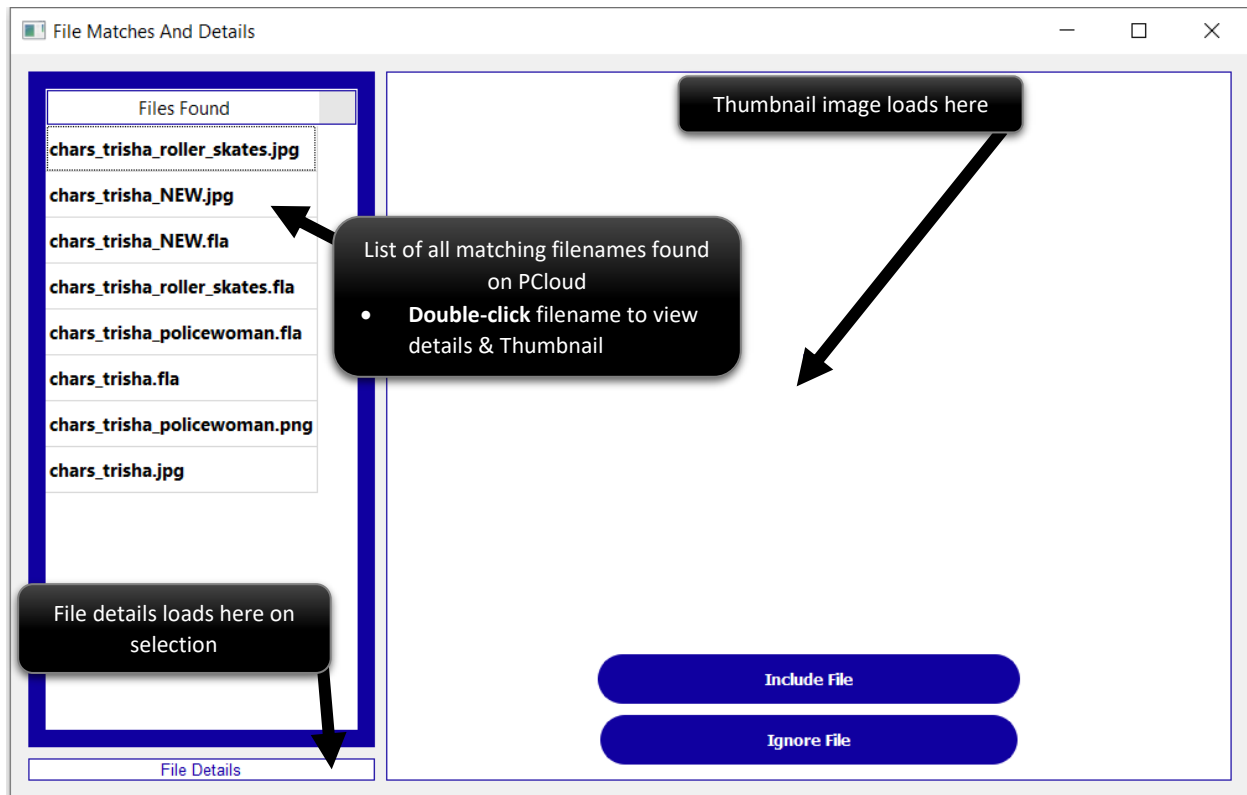 File Matches And Details
Files Found
chars_trisha_roller_skates.jpg
chars_trisha_NEW.jpg
chars_trisha_NEW.fla
chars_trisha_roller_skates.fla
chars_trisha_policewoman.fla
chars_trisha.fla
chars_trisha_policewoman.png
chars_trisha.jpg
Thumbnail image loads here
List of all matching filenames found
on PCloud
• Double-click filename to view
details & Thumbnail
File details loads here on
selection
File Details
Include File
Ignore File